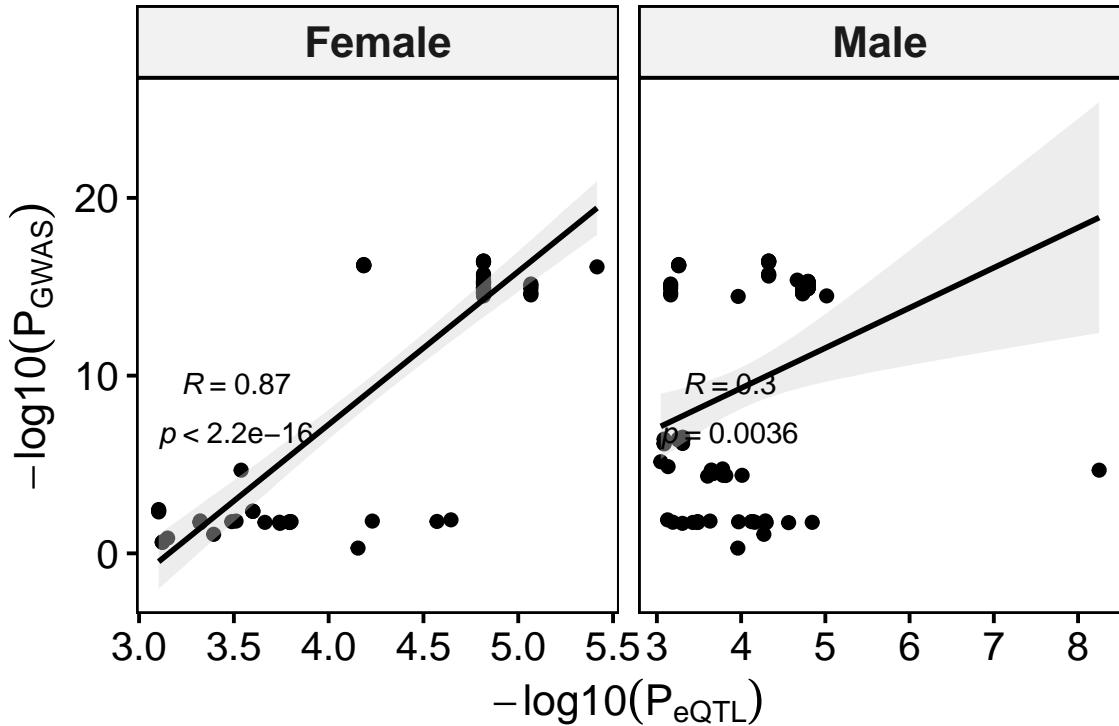 Female
Male
−log10(P_GWAS)
20
10
0
R = 0.87
p < 2.2e−16
R = 0.3
p = 0.0036
3.0 3.5 4.0 4.5 5.0 5.5
3 4 5 6 7 8
−log10(P_eQTL)